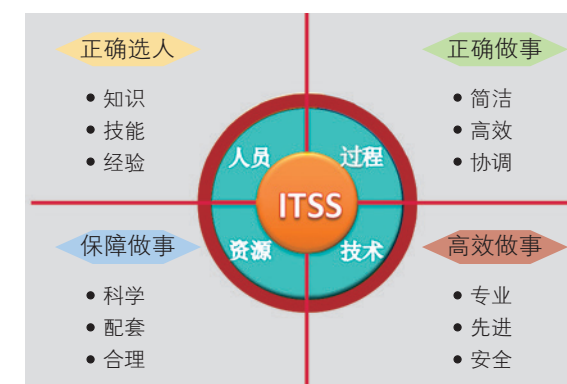 正确选人
知识
技能
经验
正确做事
简洁
高效
协调
人员
过程
ITSS
资源
技术
保障做事
科学
配套
合理
高效做事
专业
先进
安全